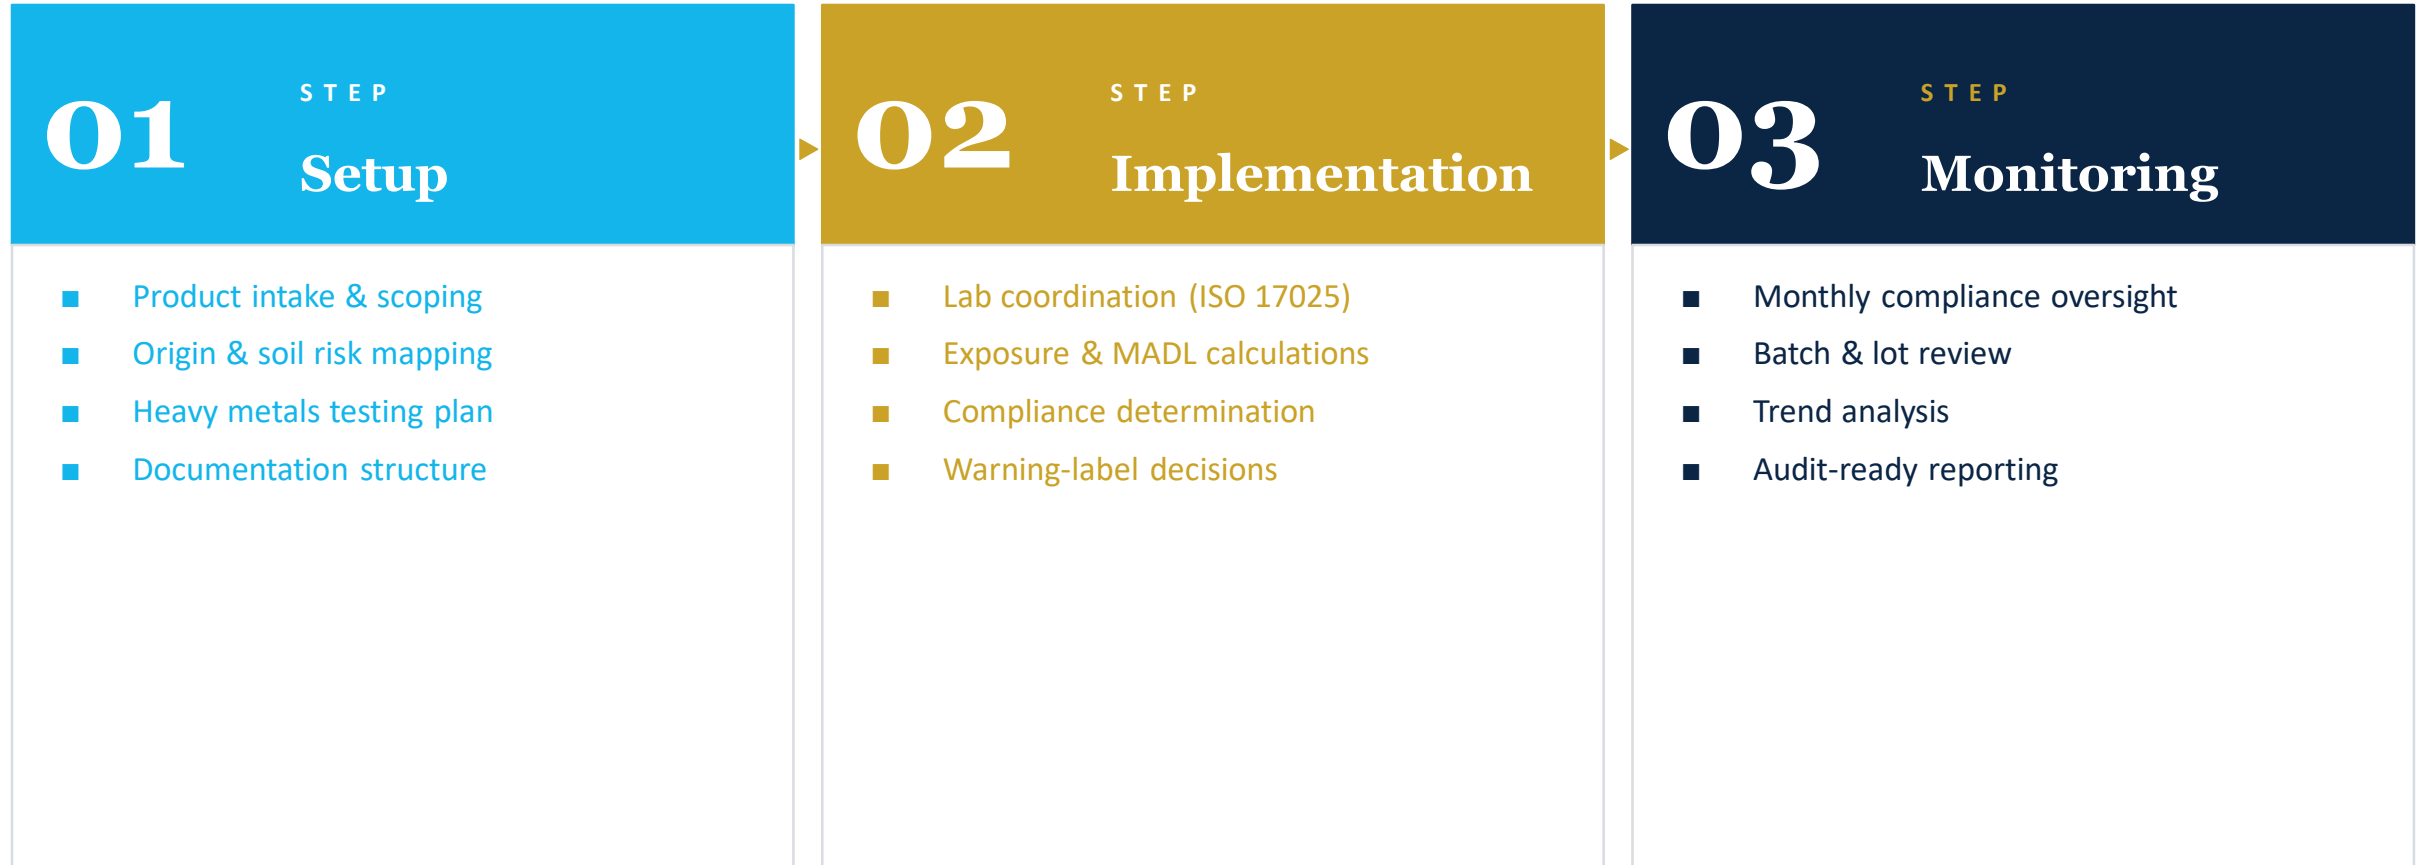 01
STEP
Setup
■ Product intake & scoping
■ Origin & soil risk mapping
■ Heavy metals testing plan
■ Documentation structure
02
STEP
Implementation
■ Lab coordination (ISO 17025)
■ Exposure & MADL calculations
■ Compliance determination
■ Warning-label decisions
03
STEP
Monitoring
■ Monthly compliance oversight
■ Batch & lot review
■ Trend analysis
■ Audit-ready reporting